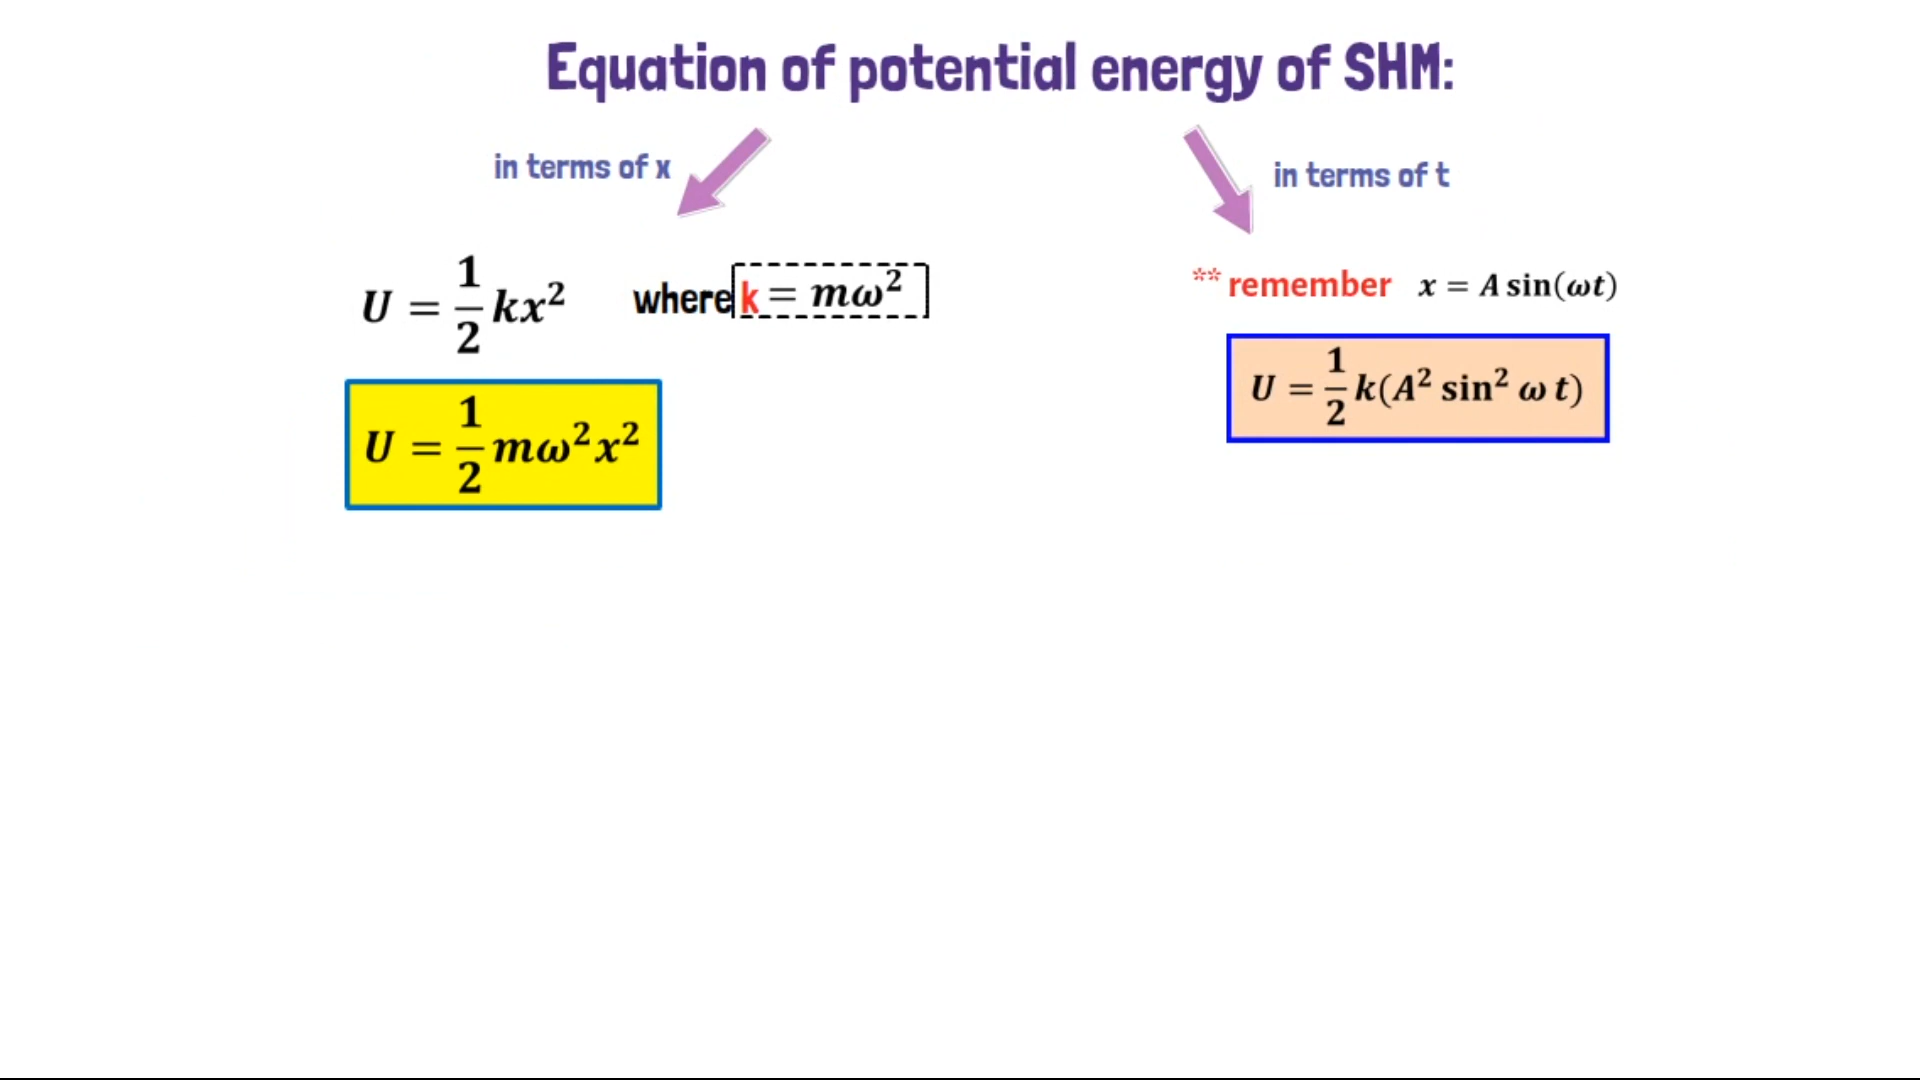 Equation of potential energy of SHM:
in terms of x
in terms of t
U = 1/2 kx²
where k = mω²
** remember x = A sin(ωt)
U = 1/2 mω²x²
U = 1/2 k(A² sin² ω t)